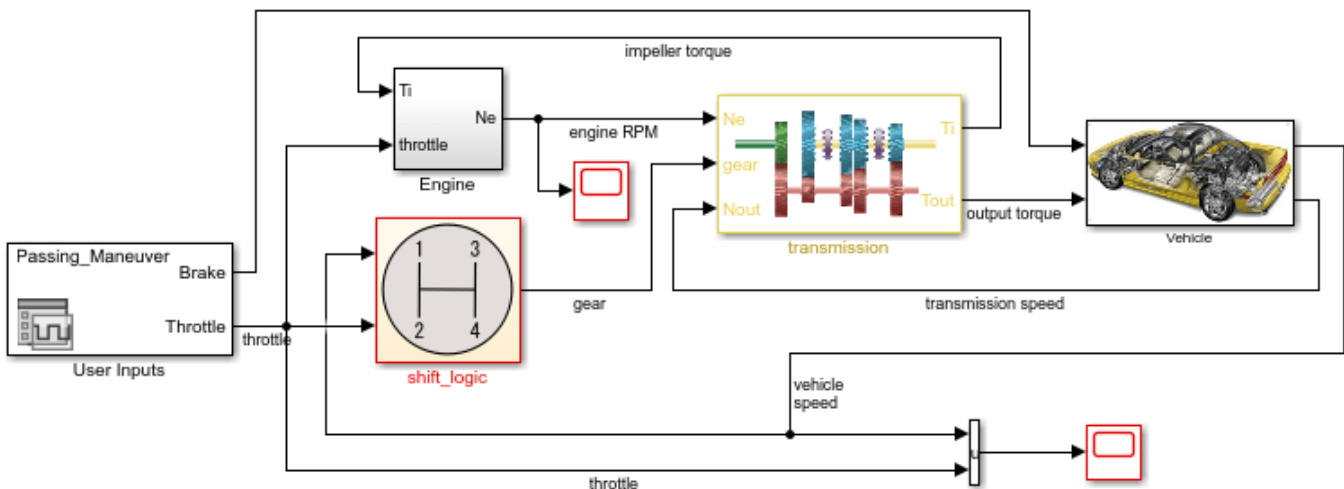 impeller torque
Ti
Ne
throttle
Engine
engine RPM
Ne
gear
Nout
Ti
Tout
transmission
output torque
Vehicle
Passing_Maneuver
Brake
Throttle
User Inputs
throttle
1 3
2 4
shift_logic
gear
transmission speed
vehicle
speed
throttle
u